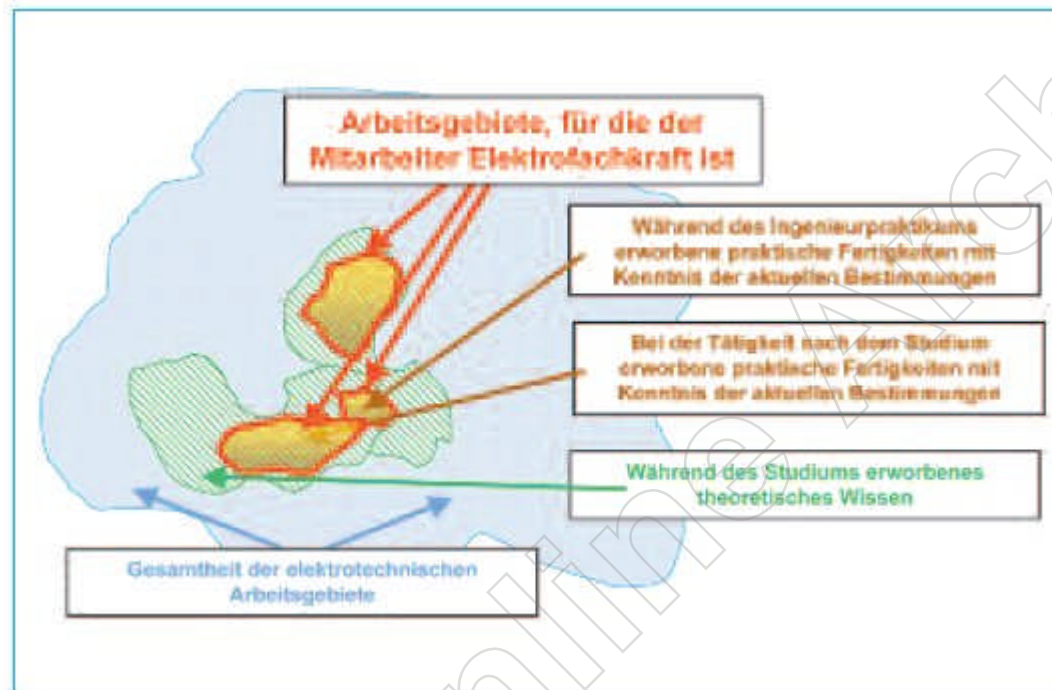 Arbeitsgebiete, für die der
Mitarbeiter Elektrofachkraft ist
Während des Ingenieurpraktikums
erworbene praktische Fertigkeiten mit
Kenntnis der aktuellen Bestimmungen
Bei der Tätigkeit nach dem Studium
erworbene praktische Fertigkeiten mit
Kenntnis der aktuellen Bestimmungen
Während des Studiums erworbenes
theoretisches Wissen
Gesamtheit der elektrotechnischen
Arbeitsgebiete
nline Arch